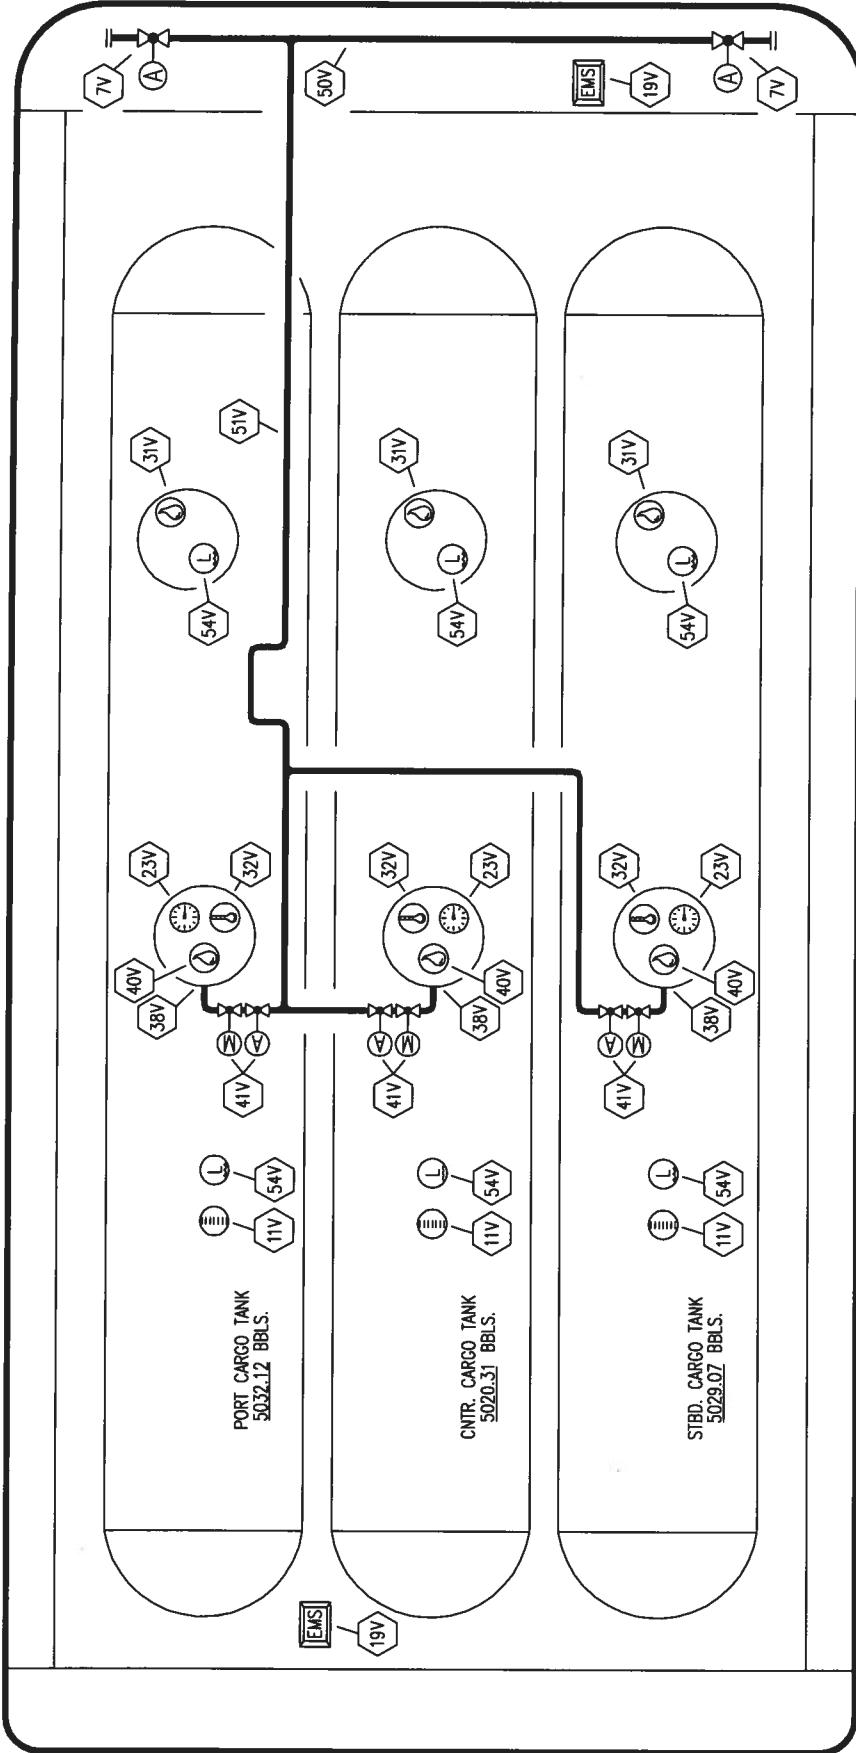 7V
A
50V
EMS
19V
A
7V
51V
31V
L
54V
31V
L
54V
31V
L
54V
23V
32V
40V
38V
M
A
41V
32V
23V
40V
38V
A
M
41V
32V
23V
40V
38V
A
M
41V
L
54V
11V
L
54V
11V
L
54V
11V
PORT CARGO TANK
5032.12 BBLS.
CNTR. CARGO TANK
5020.31 BBLS.
STBD. CARGO TANK
5029.07 BBLS.
EMS
19V